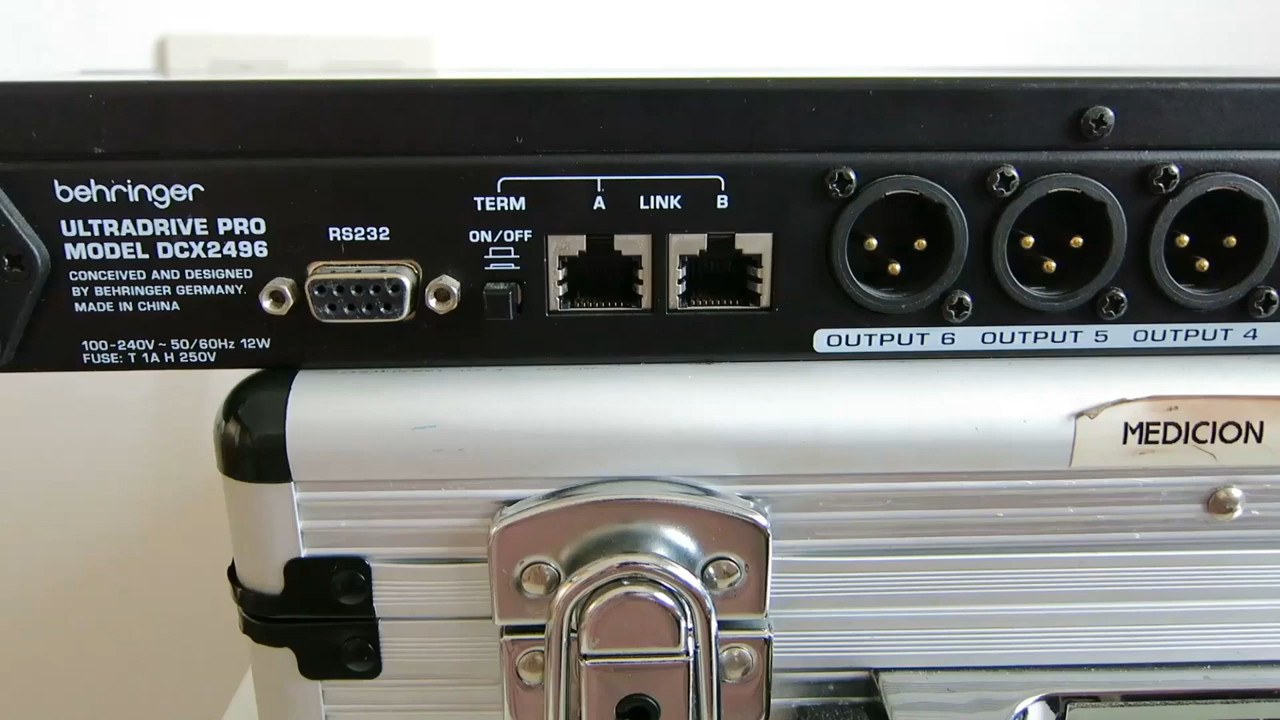 behringer
ULTRADRIVE PRO
MODEL DCX2496
CONCEIVED AND DESIGNED
BY BEHRINGER GERMANY.
MADE IN CHINA
100-240V ~ 50/60Hz 12W
FUSE: T 1A H 250V
RS232
TERM A LINK B
ON/OFF
OUTPUT 6 OUTPUT 5 OUTPUT 4
MEDICION